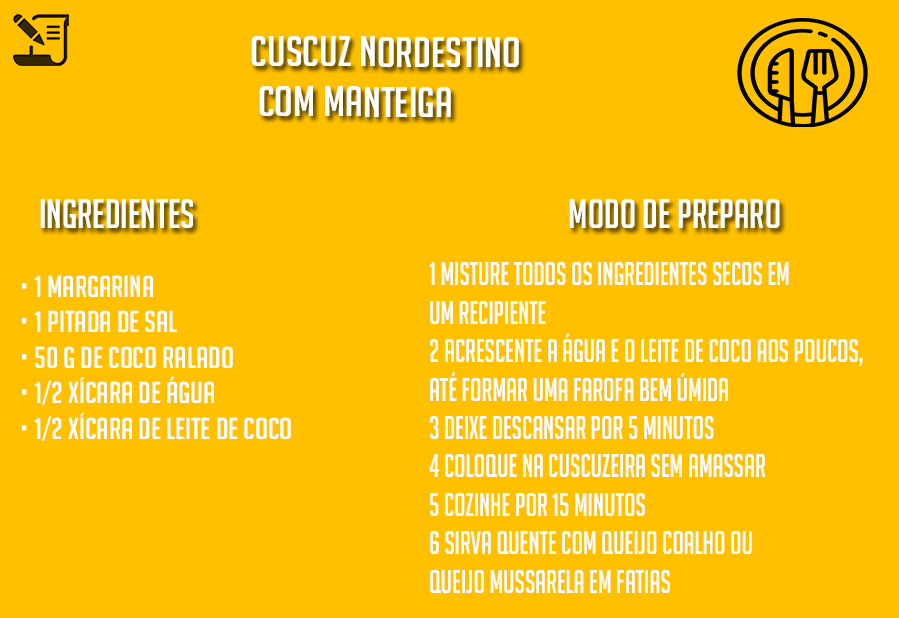 CUSCUZ NORDESTINO
COM MANTEIGA
INGREDIENTES
• 1 MARGARINA
• 1 PITADA DE SAL
• 50 G DE COCO RALADO
• 1/2 XÍCARA DE ÁGUA
• 1/2 XÍCARA DE LEITE DE COCO
MODO DE PREPARO
1 MISTURE TODOS OS INGREDIENTES SECOS EM
UM RECIPIENTE
2 ACRESCENTE A ÁGUA E O LEITE DE COCO AOS POUCOS,
ATÉ FORMAR UMA FAROFA BEM ÚMIDA
3 DEIXE DESCANSAR POR 5 MINUTOS
4 COLOQUE NA CUSCUZEIRA SEM AMASSAR
5 COZINHE POR 15 MINUTOS
6 SIRVA QUENTE COM QUEIJO COALHO OU
QUEIJO MUSSARELA EM FATIAS